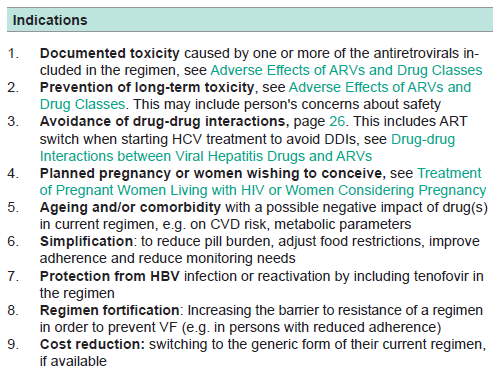 Indications
1. Documented toxicity caused by one or more of the antiretrovirals in-
cluded in the regimen, see Adverse Effects of ARVs and Drug Classes
2. Prevention of long-term toxicity, see Adverse Effects of ARVs and
Drug Classes. This may include person's concerns about safety
3. Avoidance of drug-drug interactions, page 26. This includes ART
switch when starting HCV treatment to avoid DDIs, see Drug-drug
Interactions between Viral Hepatitis Drugs and ARVs
4. Planned pregnancy or women wishing to conceive, see Treatment
of Pregnant Women Living with HIV or Women Considering Pregnancy
5. Ageing and/or comorbidity with a possible negative impact of drug(s)
in current regimen, e.g. on CVD risk, metabolic parameters
6. Simplification: to reduce pill burden, adjust food restrictions, improve
adherence and reduce monitoring needs
7. Protection from HBV infection or reactivation by including tenofovir in
the regimen
8. Regimen fortification: Increasing the barrier to resistance of a regimen
in order to prevent VF (e.g. in persons with reduced adherence)
9. Cost reduction: switching to the generic form of their current regimen,
if available